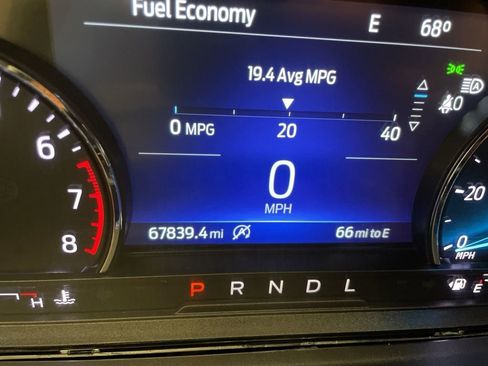 Fuel Economy E 68°
19.4 Avg MPG
0 MPG 20 40
0
MPH
67839.4 mi 66 mi to E
6
7
8
H
P R N D L
40
20
0
MPH
E
A